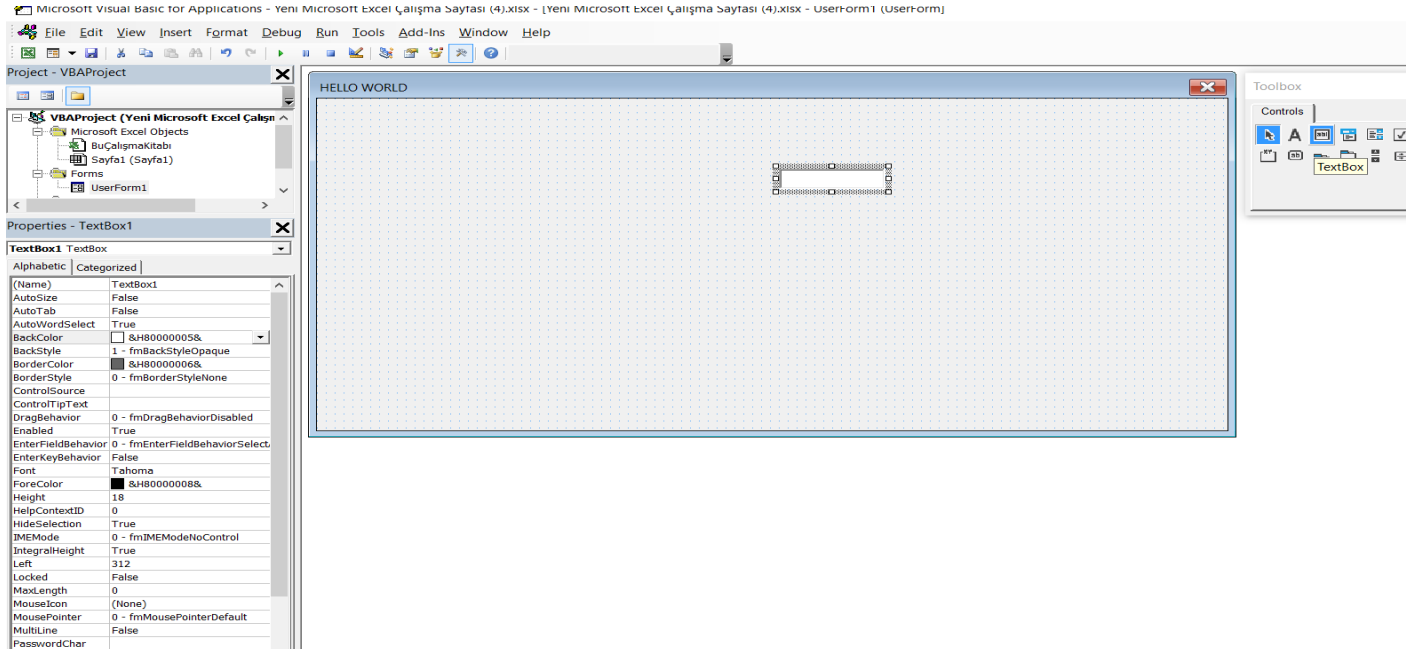 Microsoft Visual Basic for Applications - Yeni Microsoft Excel Çalışma Sayfası (4).xlsx - [Yeni Microsoft Excel Çalışma Sayfası (4).xlsx - UserForm1 (UserForm)]
File Edit View Insert Format Debug Run Tools Add-Ins Window Help
Project - VBAProject
VBAProject (Yeni Microsoft Excel Çalışn
Microsoft Excel Objects
BuÇalışmaKitabı
Sayfa1 (Sayfa1)
Forms
UserForm1
Properties - TextBox1
TextBox1 TextBox
Alphabetic Categorized
(Name) TextBox1
AutoSize False
AutoTab False
AutoWordSelect True
BackColor &H80000005&
BackStyle 1 - fmBackStyleOpaque
BorderColor &H80000006&
BorderStyle 0 - fmBorderStyleNone
ControlSource
ControlTipText
DragBehavior 0 - fmDragBehaviorDisabled
Enabled True
EnterFieldBehavior 0 - fmEnterFieldBehaviorSelectA
EnterKeyBehavior False
Font Tahoma
ForeColor &H80000008&
Height 18
HelpContextID 0
HideSelection True
IMEMode 0 - fmIMEModeNoControl
IntegralHeight True
Left 312
Locked False
MaxLength 0
MouseIcon (None)
MousePointer 0 - fmMousePointerDefault
MultiLine False
PasswordChar
HELLO WORLD
Toolbox
Controls
A
TextBox